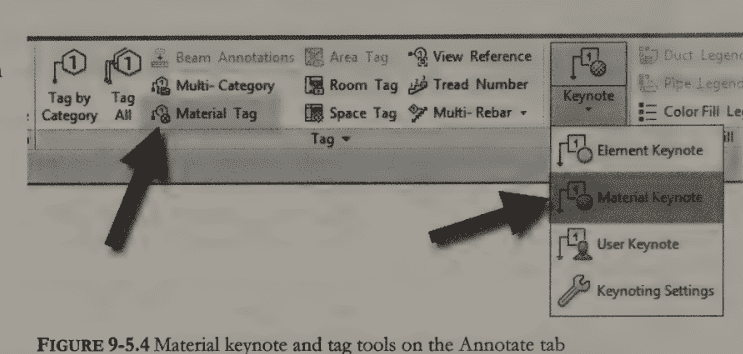 Tag by
Category
Tag
All
Beam Annotations
Multi- Category
Material Tag
Area Tag
Room Tag
Space Tag
View Reference
Tread Number
Multi- Rebar
Tag
Keynote
Duct Legend
Pipe Legend
Color Fill Le
ill
Element Keynote
Material Keynote
User Keynote
Keynoting Settings
FIGURE 9-5.4 Material keynote and tag tools on the Annotate tab